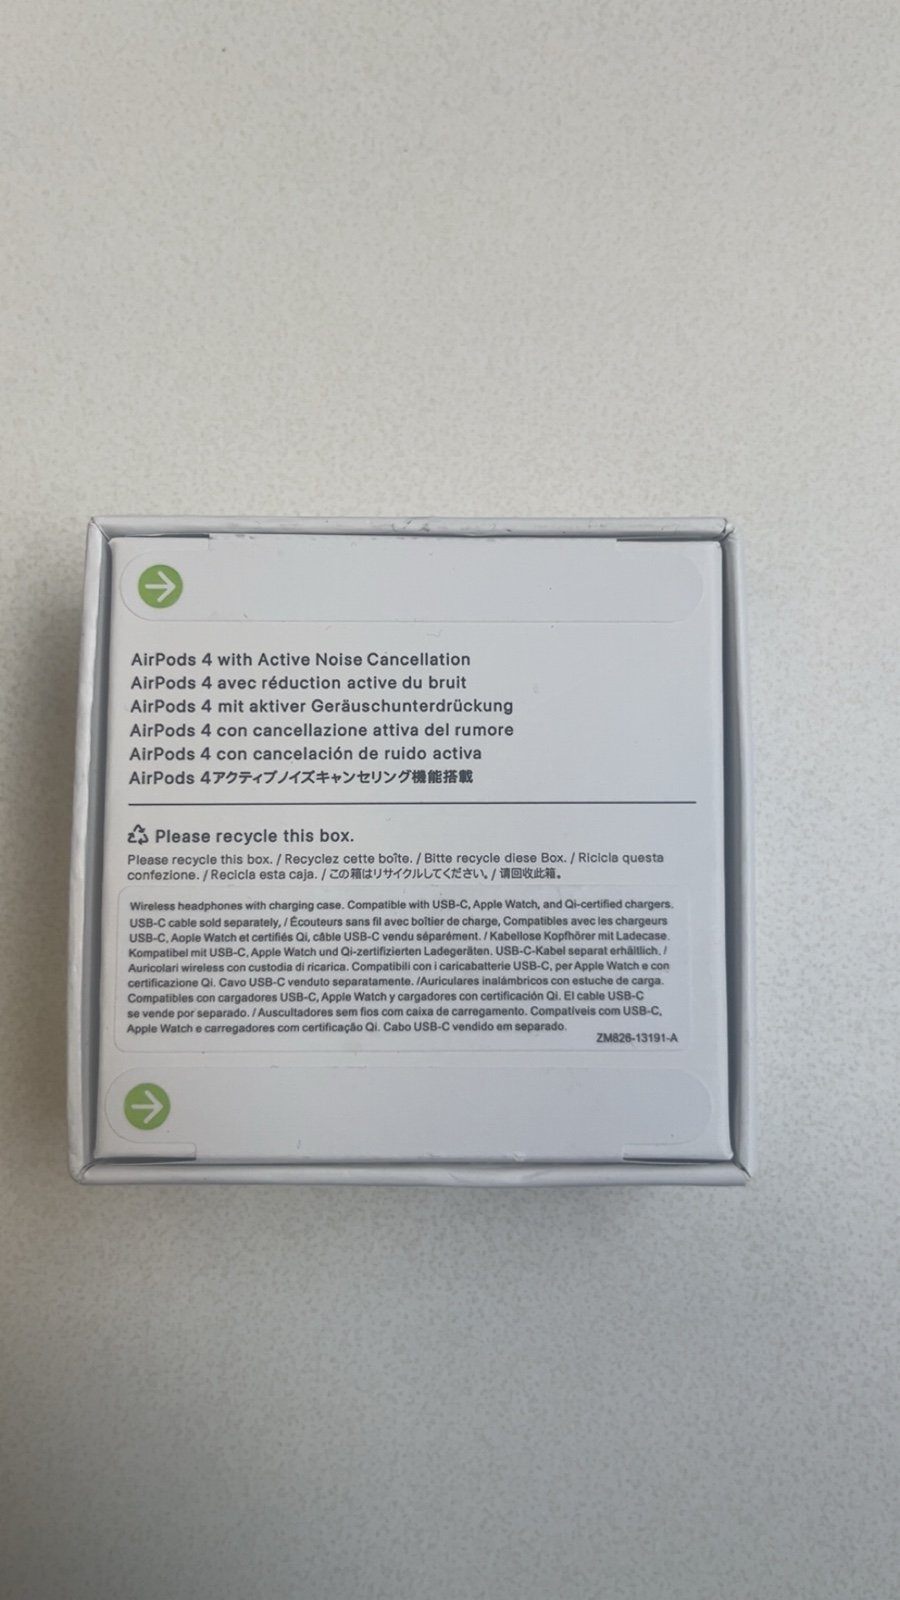 AirPods 4 with Active Noise Cancellation
AirPods 4 avec réduction active du bruit
AirPods 4 mit aktiver Geräuschunterdrückung
AirPods 4 con cancellazione attiva del rumore
AirPods 4 con cancelación de ruido activa
AirPods 4アクティブノイズキャンセリング機能搭載
Please recycle this box.
Please recycle this box. / Recyclez cette boîte. / Bitte recycle diese Box. / Ricicla questa
confezione. / Recicla esta caja. / この箱はリサイクルしてください。/ 请回收此箱。
Wireless headphones with charging case. Compatible with USB-C, Apple Watch, and Qi-certified chargers.
USB-C cable sold separately, / Écouteurs sans fil avec boîtier de charge, Compatibles avec les chargeurs
USB-C, Apple Watch et certifiés Qi, câble USB-C vendu séparément. / Kabellose Kopfhörer mit Ladecase.
Kompatibel mit USB-C, Apple Watch und Qi-zertifizierten Ladegeräten. USB-C-Kabel separat erhältlich. /
Auricolari wireless con custodia di ricarica. Compatibili con i caricabatterie USB-C, per Apple Watch e con
certificazione Qi. Cavo USB-C venduto separatamente. /Auriculares inalámbricos con estuche de carga.
Compatibles con cargadores USB-C, Apple Watch y cargadores con certificación Qi. El cable USB-C
se vende por separado. / Auscultadores sem fios com caixa de carregamento. Compatíveis com USB-C,
Apple Watch e carregadores com certificação Qi. Cabo USB-C vendido em separado.
ZM826-13191-A